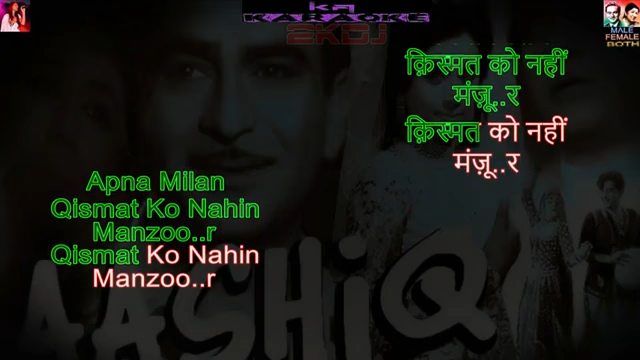 KQ
KARAOKE
2KDJ
MALE
FEMALE
BOTH
क़िस्मत को नहीं
मंज़ू..र
क़िस्मत को नहीं
मंज़ू..र
Apna Milan
Qismat Ko Nahin
Manzoo..r
Qismat Ko Nahin
Manzoo..r
AASHiQ